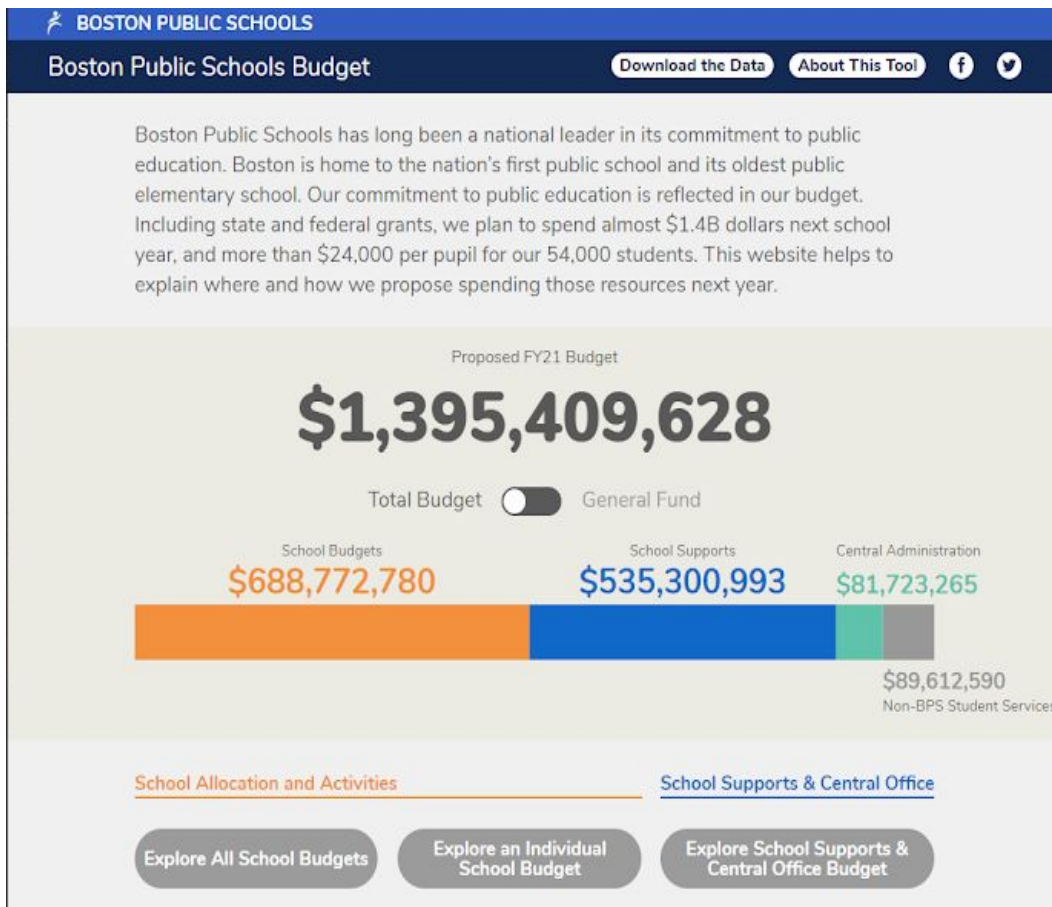 BOSTON PUBLIC SCHOOLS
Boston Public Schools Budget
Download the Data
About This Tool
Boston Public Schools has long been a national leader in its commitment to public
education. Boston is home to the nation's first public school and its oldest public
elementary school. Our commitment to public education is reflected in our budget.
Including state and federal grants, we plan to spend almost $1.4B dollars next school
year, and more than $24,000 per pupil for our 54,000 students. This website helps to
explain where and how we propose spending those resources next year.
Proposed FY21 Budget
$1,395,409,628
Total Budget
General Fund
School Budgets
$688,772,780
School Supports
$535,300,993
Central Administration
$81,723,265
$89,612,590
Non-BPS Student Services
School Allocation and Activities
School Supports & Central Office
Explore All School Budgets
Explore an Individual
School Budget
Explore School Supports &
Central Office Budget